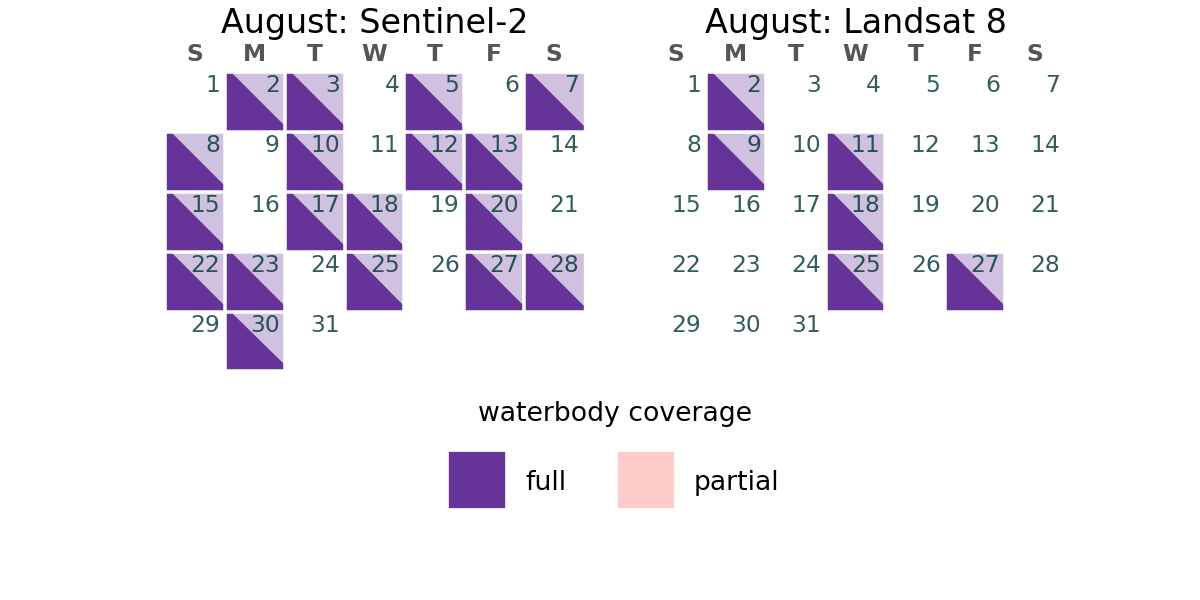 August: Sentinel-2
S M T W T F S
1 2 3 4 5 6 7
8 9 10 11 12 13 14
15 16 17 18 19 20 21
22 23 24 25 26 27 28
29 30 31
August: Landsat 8
S M T W T F S
1 2 3 4 5 6 7
8 9 10 11 12 13 14
15 16 17 18 19 20 21
22 23 24 25 26 27 28
29 30 31
waterbody coverage
full partial